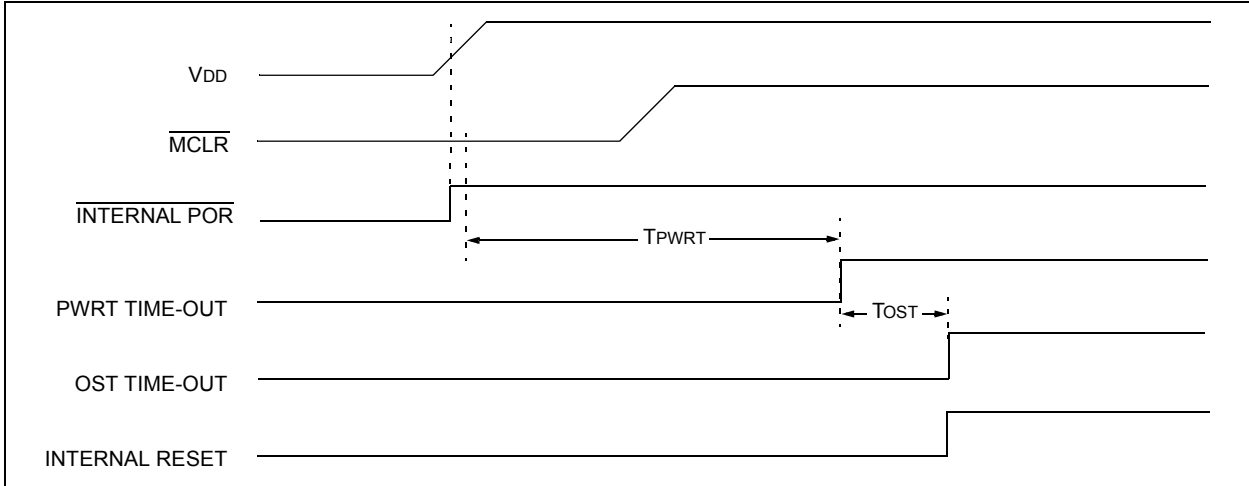 VDD
MCLR
INTERNAL POR
TPWRT
PWRT TIME-OUT
TOST
OST TIME-OUT
INTERNAL RESET